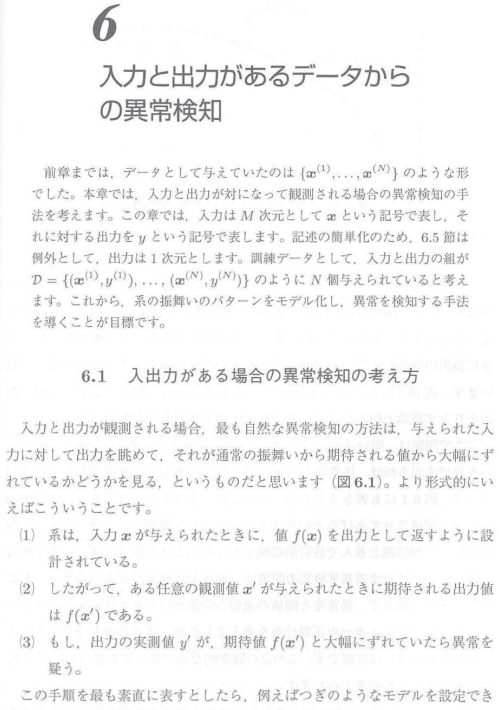 6
入力と出力があるデータから
の異常検知
前章までは，データとして与えていたのは {x^(1), . . . , x^(N)} のような形
でした。本章では，入力と出力が対になって観測される場合の異常検知の手
法を考えます。この章では，入力は M 次元として x という記号で表し，そ
れに対する出力を y という記号で表します。記述の簡単化のため，6.5 節は
例外として，出力は 1 次元とします。訓練データとして，入力と出力の組が
D = {(x^(1), y^(1)), . . . , (x^(N), y^(N))} のように N 個与えられていると考え
ます。これから，系の振舞いのパターンをモデル化し，異常を検知する手法
を導くことが目標です。
6.1 入出力がある場合の異常検知の考え方
入力と出力が観測される場合，最も自然な異常検知の方法は，与えられた入
力に対して出力を眺めて，それが通常の振舞いから期待される値から大幅にず
れているかどうかを見る，というものだと思います（図 6.1）。より形式的にい
えばこういうことです。
(1) 系は，入力 x が与えられたときに，値 f(x) を出力として返すように設
計されている。
(2) したがって，ある任意の観測値 x′ が与えられたときに期待される出力値
は f(x′) である。
(3) もし，出力の実測値 y′ が，期待値 f(x′) と大幅にずれていたら異常を
疑う。
この手順を最も素直に表すとしたら，例えばつぎのようなモデルを設定でき